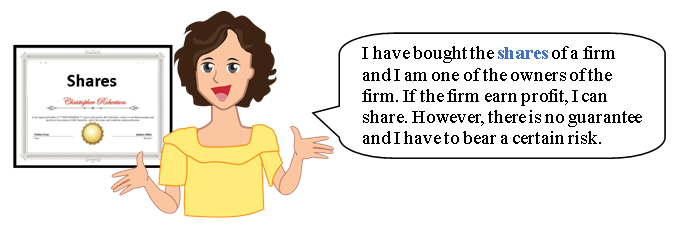 Shares
Christopher Robertson
I have bought the shares of a firm
and I am one of the owners of the
firm. If the firm earn profit, I can
share. However, there is no guarantee
and I have to bear a certain risk.